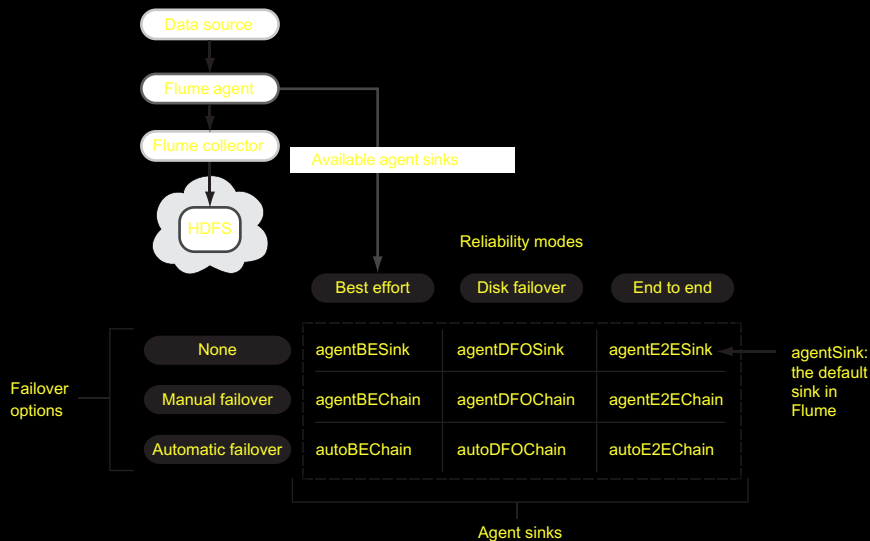 Data source
Flume agent
Flume collector
Available agent sinks
HDFS
Reliability modes
Best effort
Disk failover
End to end
None
agentBESink
agentDFOSink
agentE2ESink
agentSink:
the default
sink in
Flume
Failover
options
Manual failover
agentBEChain
agentDFOChain
agentE2EChain
Automatic failover
autoBEChain
autoDFOChain
autoE2EChain
Agent sinks